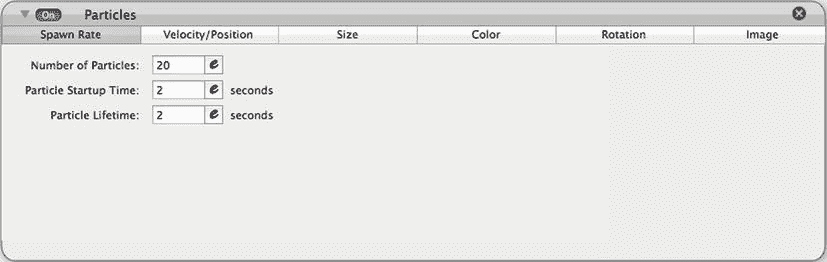 On Particles
Spawn Rate Velocity/Position Size Color Rotation Image
Number of Particles: 20 e
Particle Startup Time: 2 e seconds
Particle Lifetime: 2 e seconds